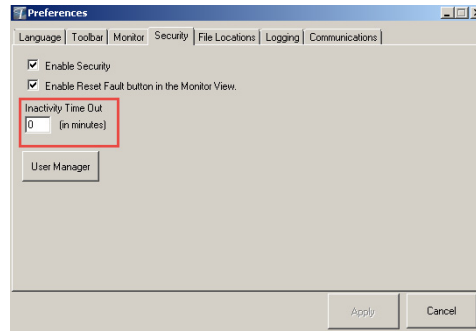 Preferences
Language Toolbar Monitor Security File Locations Logging Communications
Enable Security
Enable Reset Fault button in the Monitor View.
Inactivity Time Out
0 (in minutes)
User Manager
Apply Cancel